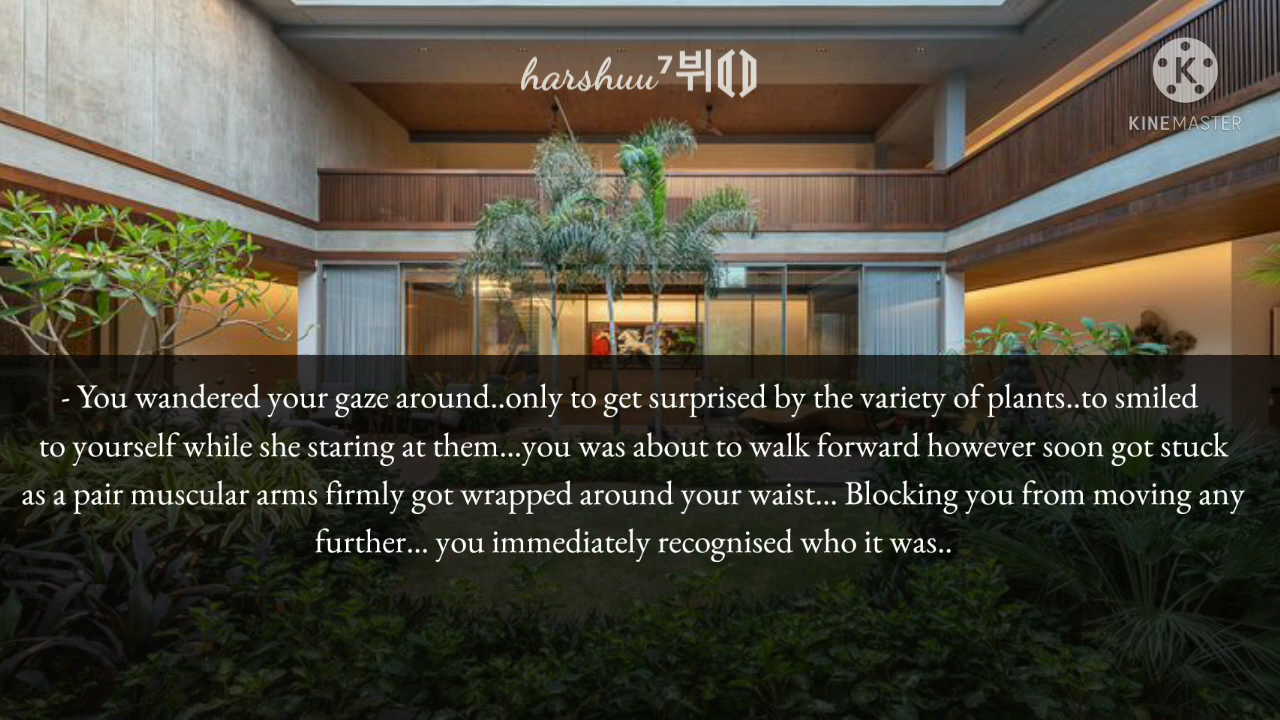 harshuu⁷뷔
K
KINEMASTER
- You wandered your gaze around..only to get surprised by the variety of plants..to smiled
to yourself while she staring at them...you was about to walk forward however soon got stuck
as a pair muscular arms firmly got wrapped around your waist... Blocking you from moving any
further... you immediately recognised who it was..